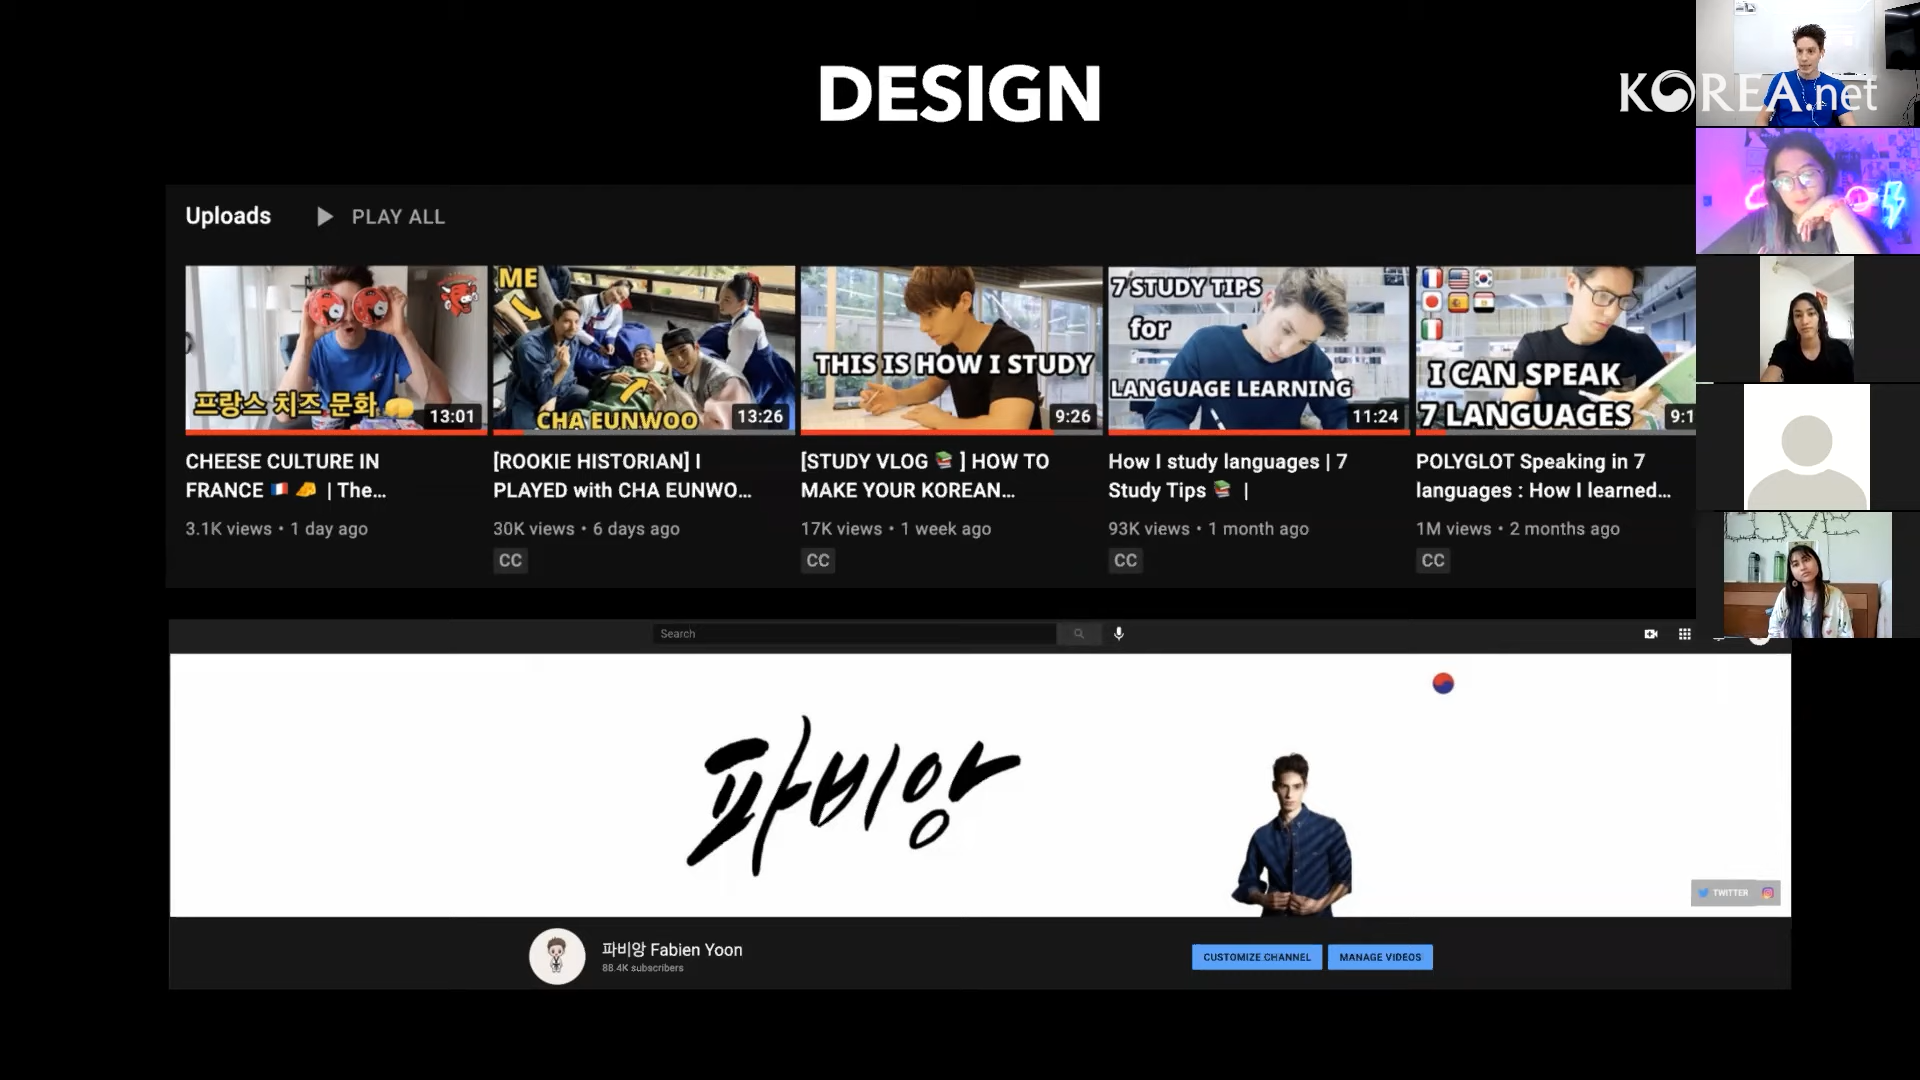 DESIGN
KOREA.net
Uploads
PLAY ALL
프랑스 치즈 문화
13:01
ME
CHA EUNWOO
13:26
THIS IS HOW I STUDY
9:26
7 STUDY TIPS
for
LANGUAGE LEARNING
11:24
I CAN SPEAK
7 LANGUAGES
9:1
CHEESE CULTURE IN
FRANCE 🇫🇷 🧀 | The...
3.1K views • 1 day ago
[ROOKIE HISTORIAN] I
PLAYED with CHA EUNWO...
30K views • 6 days ago
CC
[STUDY VLOG 📚 ] HOW TO
MAKE YOUR KOREAN...
17K views • 1 week ago
CC
How I study languages | 7
Study Tips 📚 |
93K views • 1 month ago
CC
POLYGLOT Speaking in 7
languages : How I learned...
1M views • 2 months ago
CC
Search
파비앙
TWITTER
파비앙 Fabien Yoon
88.4K subscribers
CUSTOMIZE CHANNEL
MANAGE VIDEOS